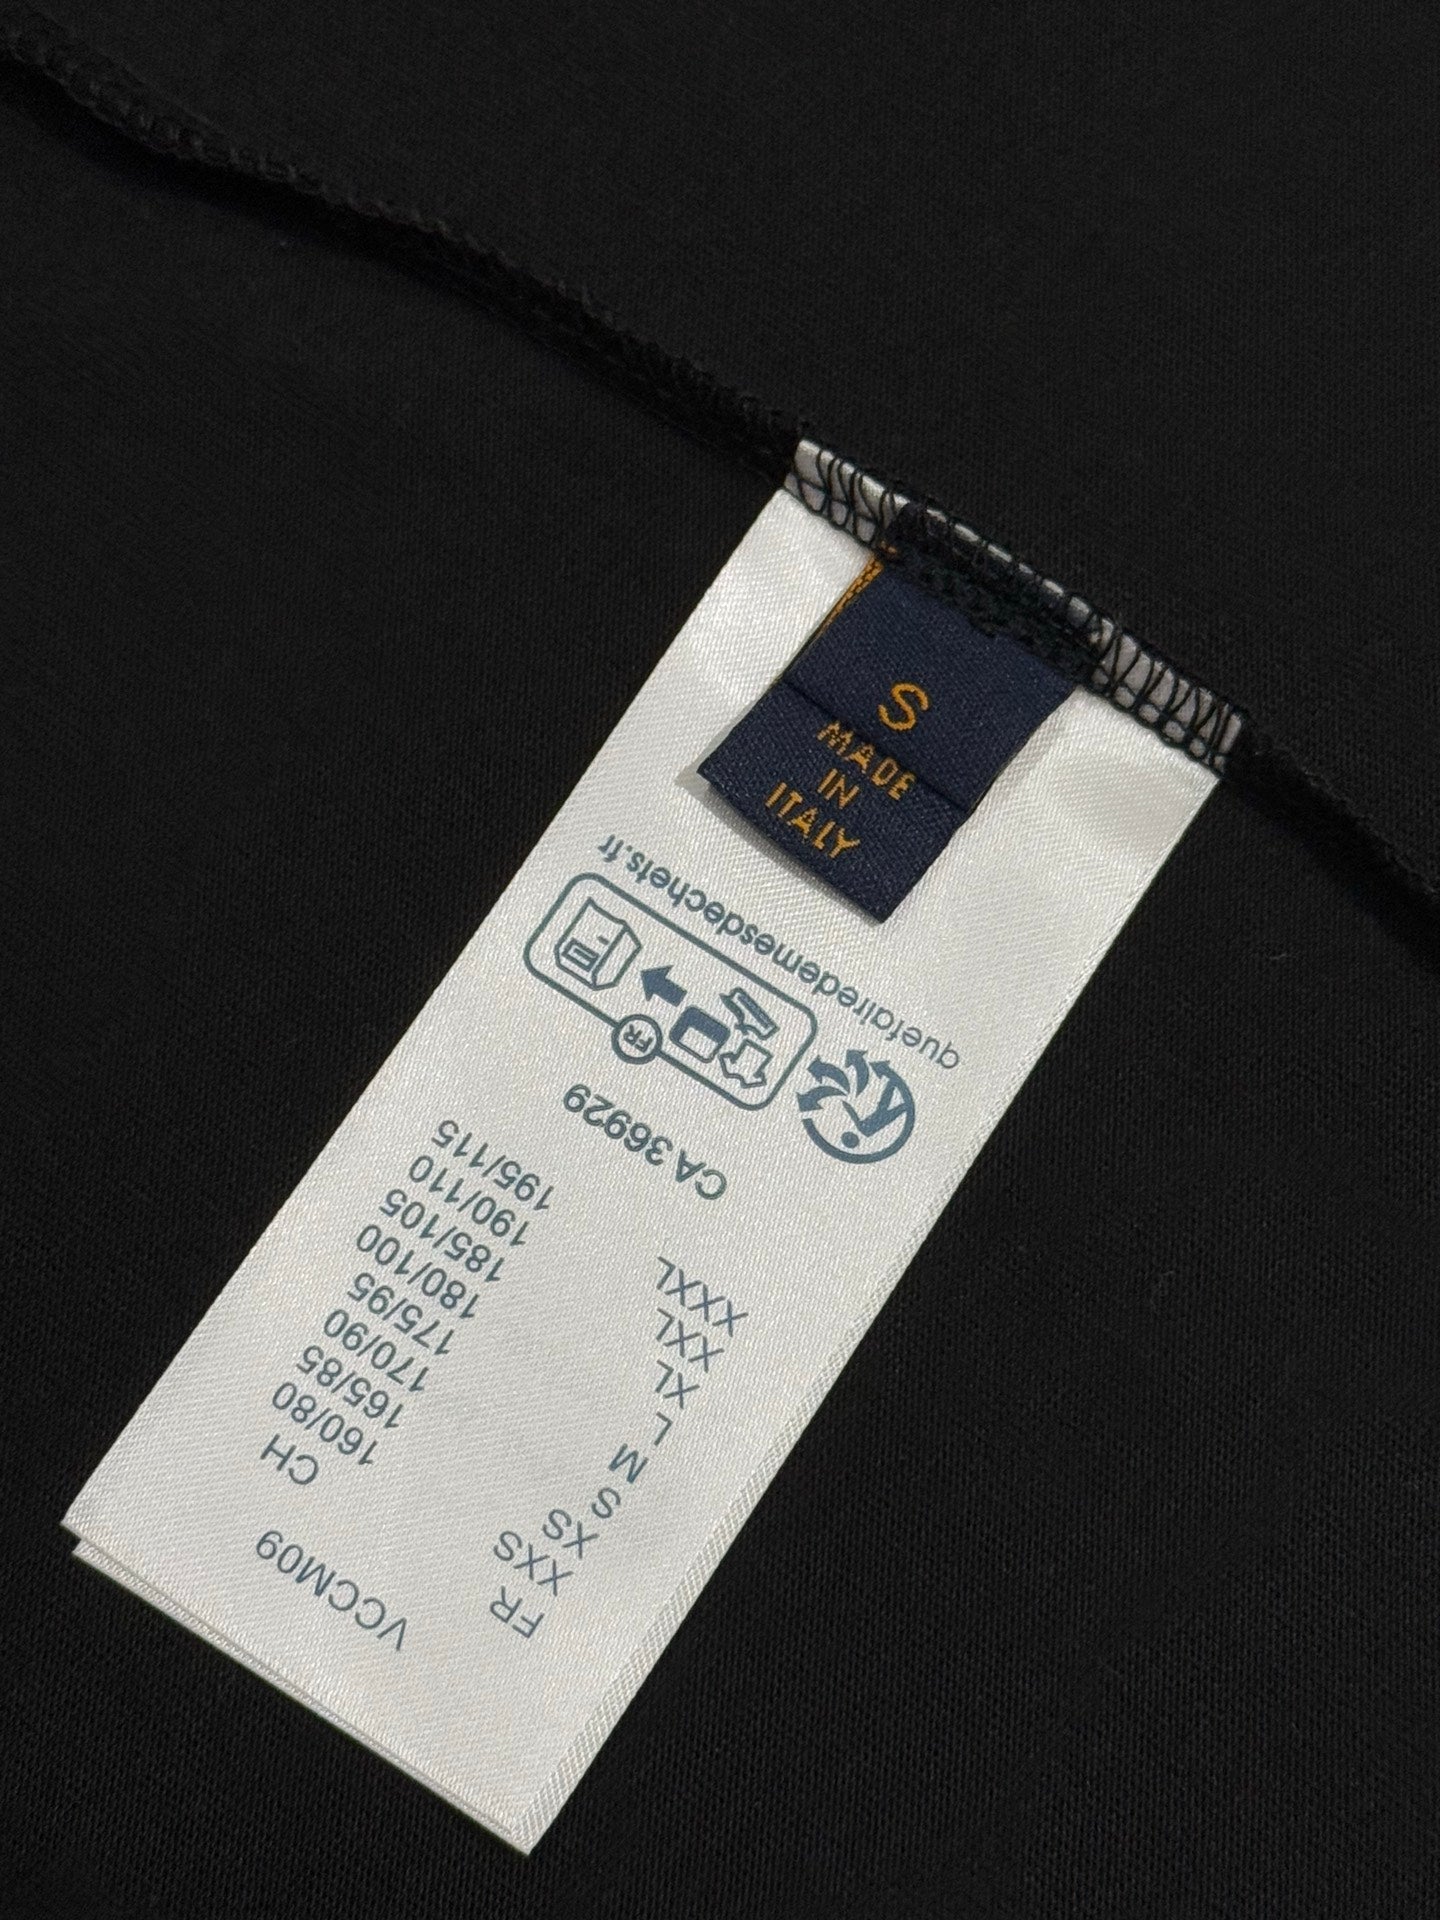 S
MADE
IN
ITALY
VCCM09
FR CH
XXS 160/80
XS 165/85
S 170/90
M 175/95
L 180/100
XL 185/105
XXL 190/110
XXXL 195/115
CA 36929
FR
quefairedemesdechets.fr